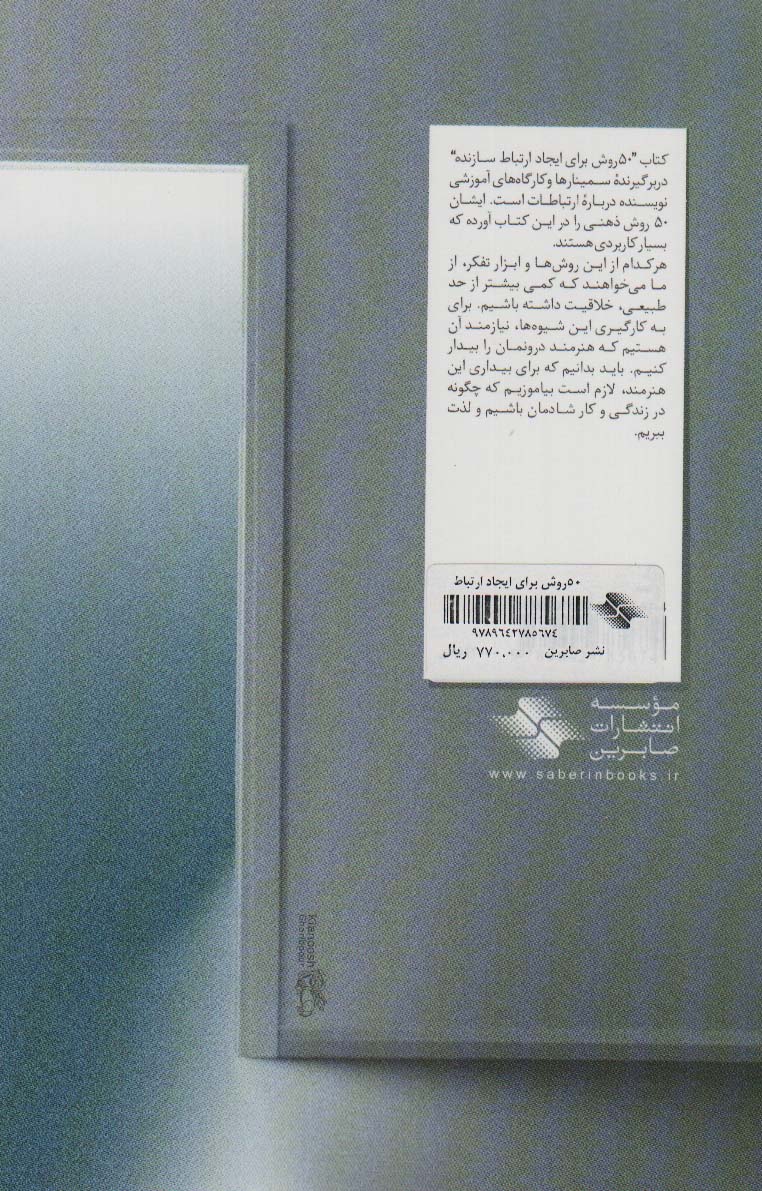 کتاب "۵۰ روش برای ایجاد ارتباط سازنده"
دربرگیرندهٔ سمینارها و کارگاه‌های آموزشی
نویسنده دربارهٔ ارتباطات است. ایشان
۵۰ روش ذهنی را در این کتاب آورده که
بسیار کاربردی هستند.
هرکدام از این روش‌ها و ابزار تفکر، از
ما می‌خواهند که کمی بیشتر از حد
طبیعی، خلاقیت داشته باشیم. برای
به کارگیری این شیوه‌ها، نیازمند آن
هستیم که هنرمند درونمان را بیدار
کنیم. باید بدانیم که برای بیداری این
هنرمند، لازم است بیاموزیم که چگونه
در زندگی و کار شادمان باشیم و لذت
ببریم.
۵۰روش برای ایجاد ارتباط
۹۷۸۹۶۴۲۷۸۵۶۷۴
نشر صابرین ۷۷۰,۰۰۰ ریال
مؤسسه
انتشارات
صابرین
www.saberinbooks.ir
Kianoosh
Gharibpour